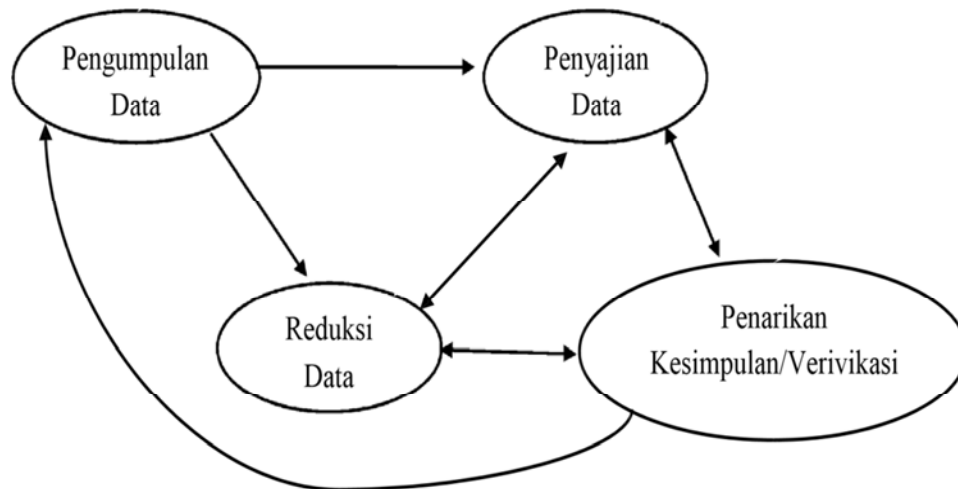 Pengumpulan
Data
Penyajian
Data
Reduksi
Data
Penarikan
Kesimpulan/Verivikasi